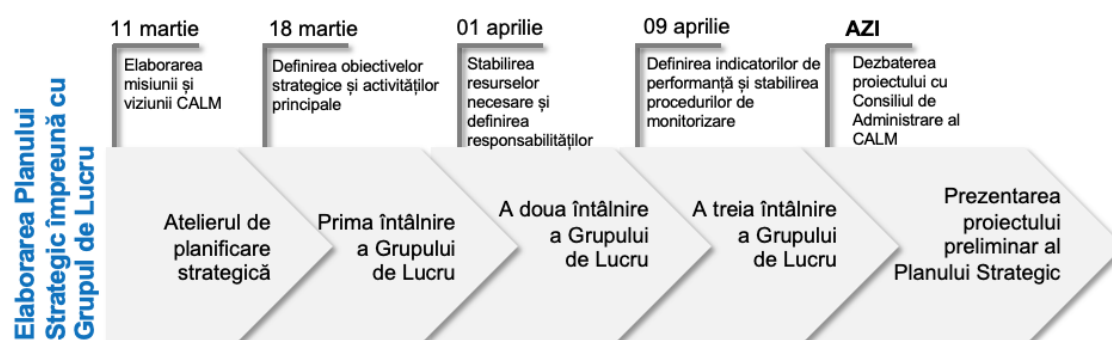 Elaborarea Planului
Strategic împreună cu
Grupul de Lucru
11 martie
Elaborarea
misiunii și
viziunii CALM
18 martie
Definirea obiectivelor
strategice și activităților
principale
01 aprilie
Stabilirea
resurselor
necesare și
definirea
responsabilităților
09 aprilie
Definirea indicatorilor de
performanță și stabilirea
procedurilor de
monitorizare
AZI
Dezbaterea
proiectului cu
Consiliul de
Administrare al
CALM
Atelierul de
planificare
strategică
Prima întâlnire
a Grupului
de Lucru
A doua întâlnire
a Grupului
de Lucru
A treia întâlnire
a Grupului
de Lucru
Prezentarea
proiectului
preliminar al
Planului Strategic